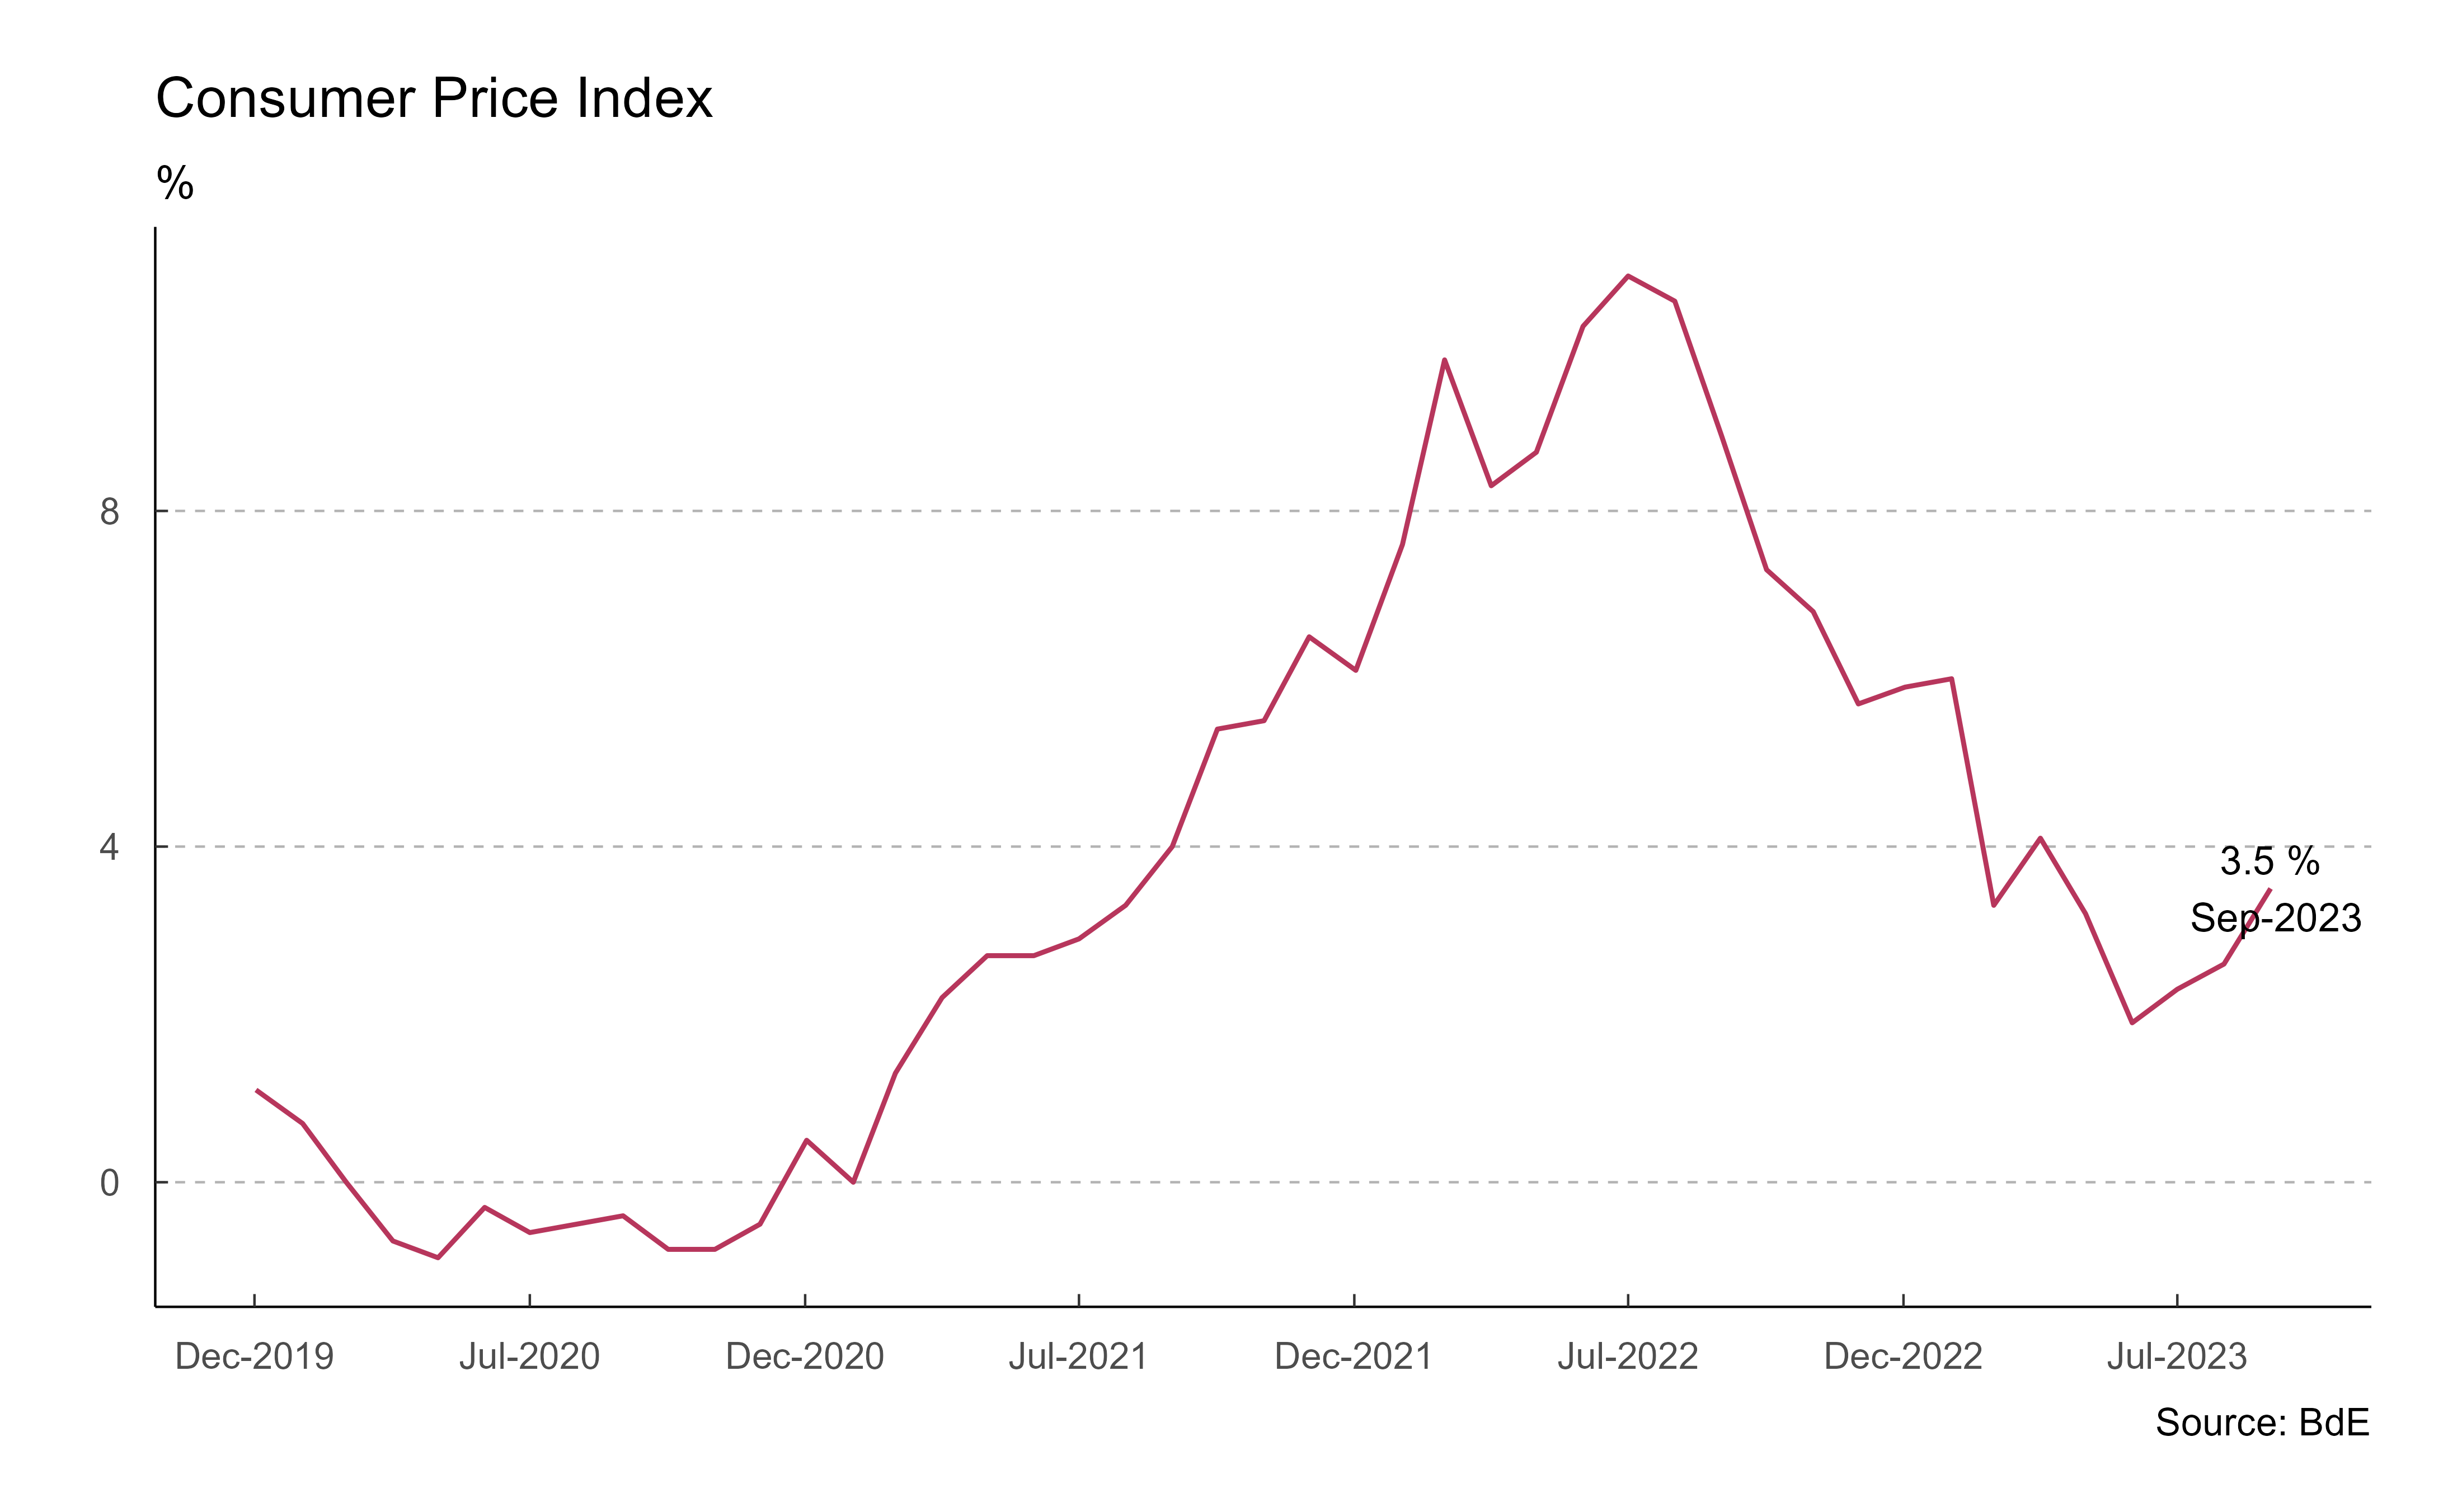 Consumer Price Index
%
8
4
3.5 %
Sep-2023
0
Dec-2019 Jul-2020 Dec-2020 Jul-2021 Dec-2021 Jul-2022 Dec-2022 Jul-2023
Source: BdE